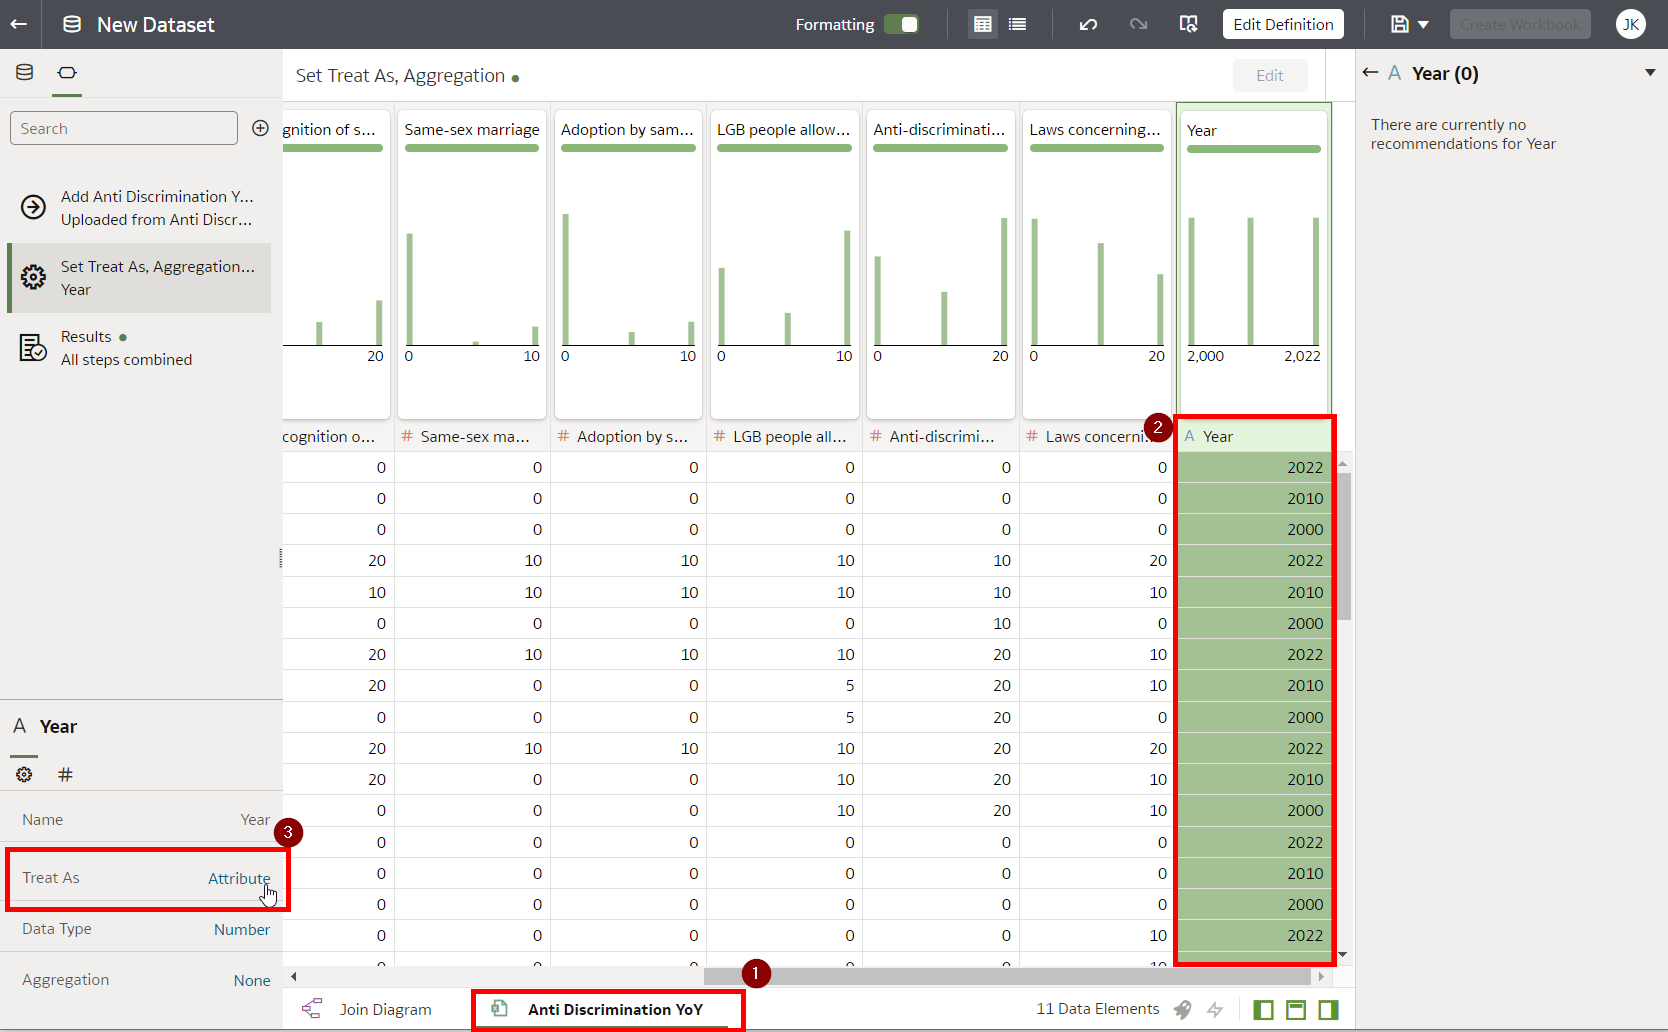 New Dataset
Formatting
Edit Definition
Create Workbook
JK
Search
Add Anti Discrimination Y...
Uploaded from Anti Discr...
Set Treat As, Aggregation...
Year
Results
All steps combined
A Year
#
Name Year
3
Treat As Attribute
Data Type Number
Aggregation None
Set Treat As, Aggregation
Edit
gnition of s... Same-sex marriage Adoption by sam... LGB people allow... Anti-discriminati... Laws concerning... Year
20 0 10 0 10 0 10 0 20 0 20 2,000 2,022
2
cognition o... # Same-sex ma... # Adoption by s... # LGB people all... # Anti-discrimi... # Laws concerni... A Year
0 0 0 0 0 0 2022
0 0 0 0 0 0 2010
0 0 0 0 0 0 2000
20 10 10 10 10 20 2022
10 10 10 10 10 10 2010
0 0 0 0 10 0 2000
20 10 10 10 20 10 2022
20 0 0 5 20 10 2010
0 0 0 5 20 0 2000
20 10 10 10 20 20 2022
20 0 0 10 20 10 2010
0 0 0 10 20 10 2000
0 0 0 0 0 0 2022
0 0 0 0 0 0 2010
0 0 0 0 0 0 2000
0 0 0 0 0 10 2022
1
Join Diagram
Anti Discrimination YoY
11 Data Elements
A Year (0)
There are currently no
recommendations for Year